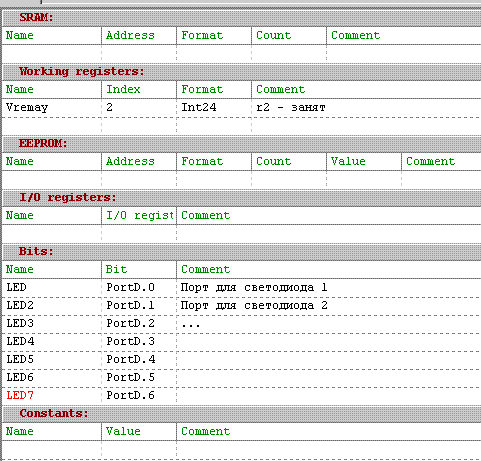 SRAM:
Name Address Format Count Comment
Working registers:
Name Index Format Comment
Vremay 2 Int24 r2 - занят
EEPROM:
Name Address Format Count Value Comment
I/O registers:
Name I/O regist Comment
Bits:
Name Bit Comment
LED PortD.0 Порт для светодиода 1
LED2 PortD.1 Порт для светодиода 2
LED3 PortD.2 ...
LED4 PortD.3
LED5 PortD.4
LED6 PortD.5
LED7 PortD.6
Constants:
Name Value Comment